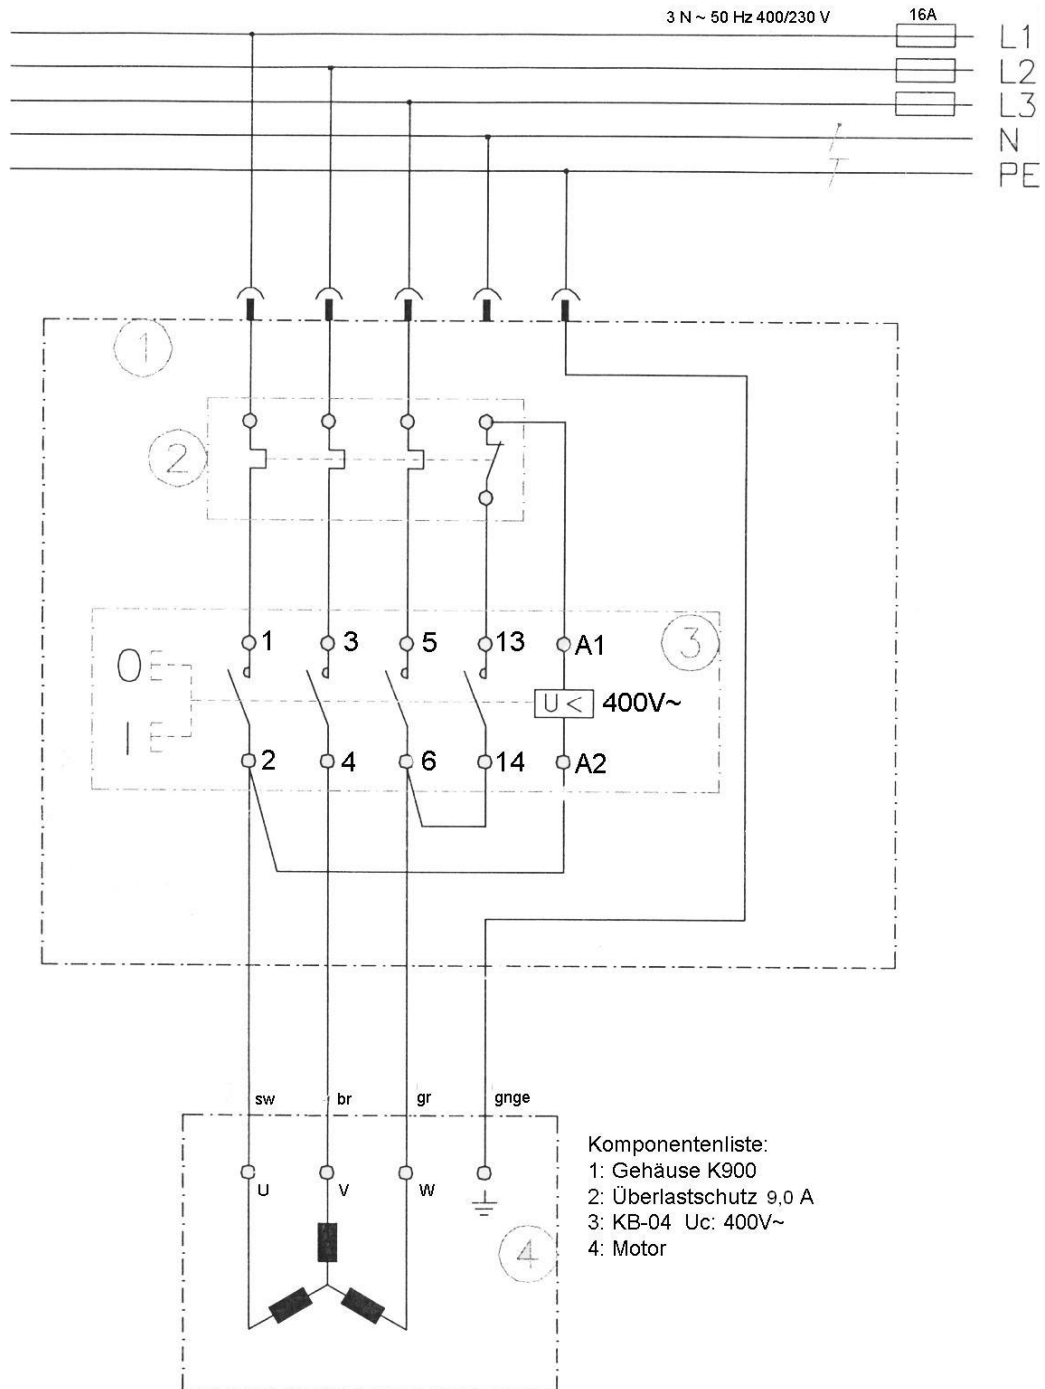 3 N ~ 50 Hz 400/230 V
16A
L1
L2
L3
N
PE
1
2
1 3 5 13 A1
3
O
U < 400V~
I
2 4 6 14 A2
sw br gr gnge
U V W
4
Komponentenliste:
1: Gehäuse K900
2: Überlastschutz 9,0 A
3: KB-04 Uc: 400V~
4: Motor